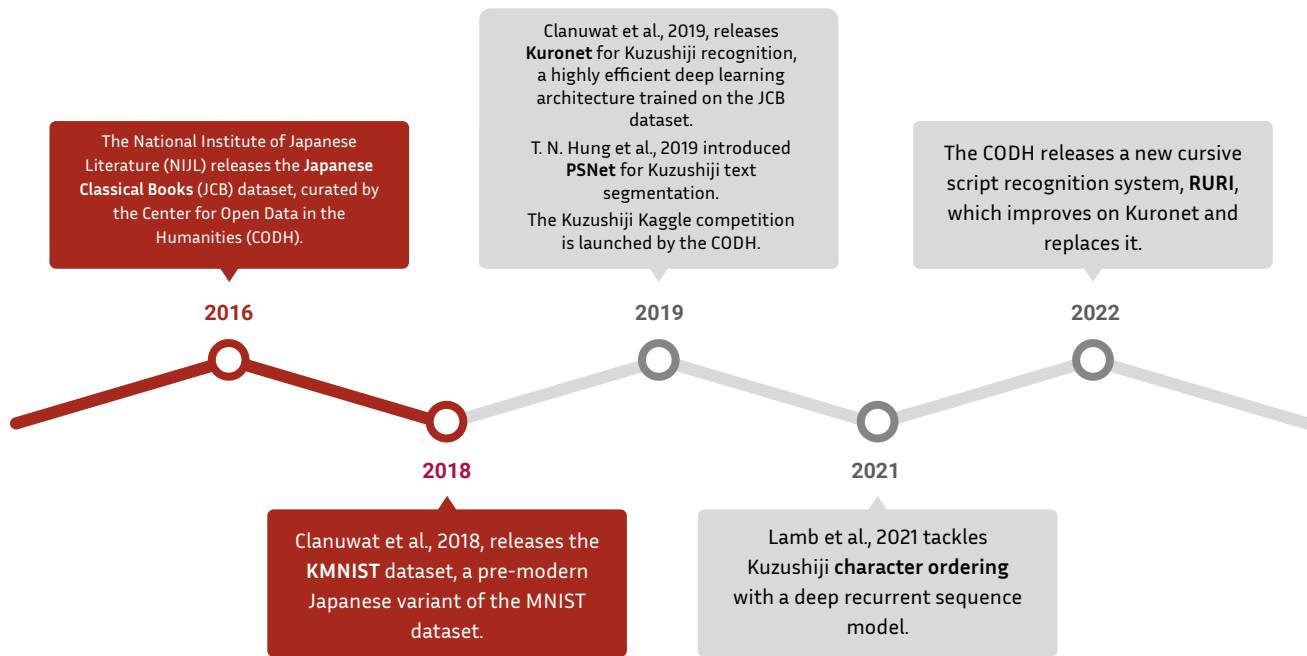 The National Institute of Japanese
Literature (NIJL) releases the Japanese
Classical Books (JCB) dataset, curated by
the Center for Open Data in the
Humanities (CODH).
2016
Clanuwat et al., 2018, releases the
KMNIST dataset, a pre-modern
Japanese variant of the MNIST
dataset.
2018
Clanuwat et al., 2019, releases
Kuronet for Kuzushiji recognition,
a highly efficient deep learning
architecture trained on the JCB
dataset.
T. N. Hung et al., 2019 introduced
PSNet for Kuzushiji text
segmentation.
The Kuzushiji Kaggle competition
is launched by the CODH.
2019
Lamb et al., 2021 tackles
Kuzushiji character ordering
with a deep recurrent sequence
model.
2021
The CODH releases a new cursive
script recognition system, RURI,
which improves on Kuronet and
replaces it.
2022